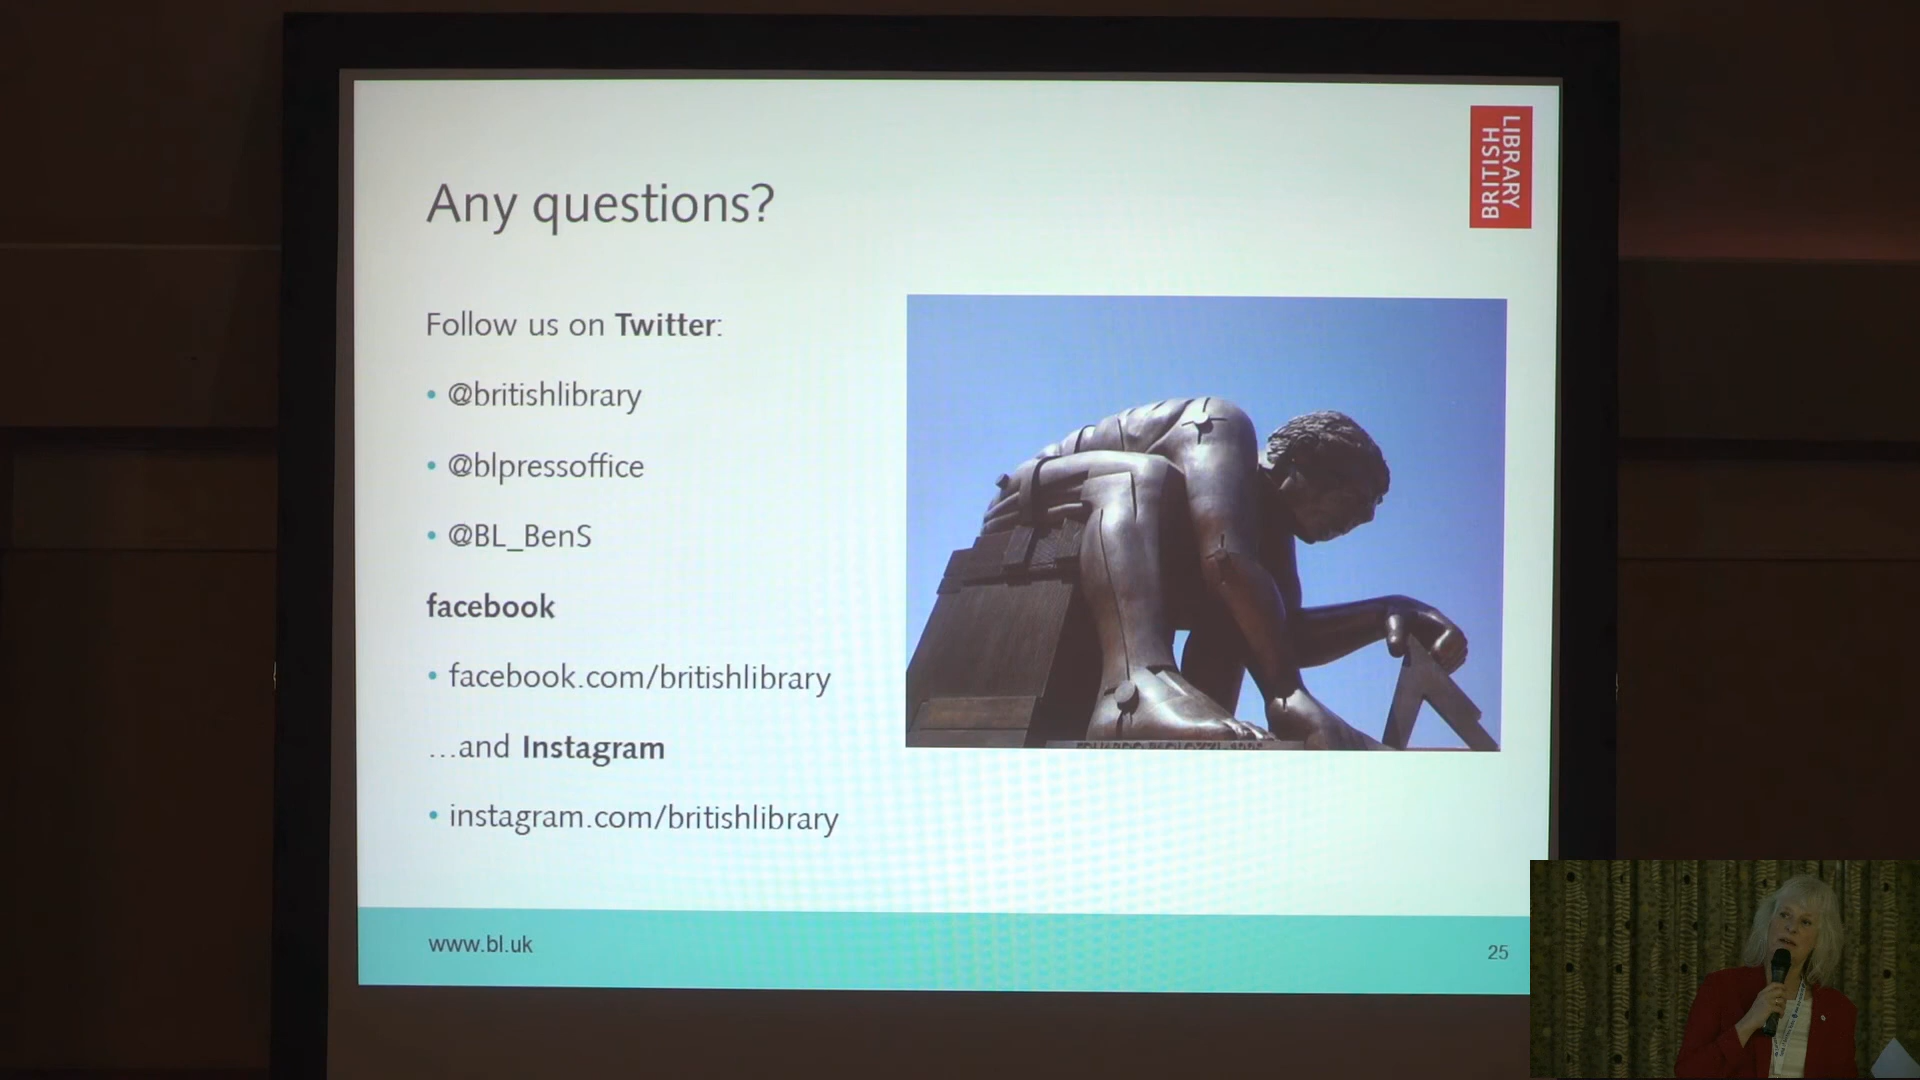 LIBRARY
BRITISH
Any questions?
Follow us on Twitter:
• @britishlibrary
• @blpressoffice
• @BL_BenS
facebook
• facebook.com/britishlibrary
...and Instagram
• instagram.com/britishlibrary
www.bl.uk
25